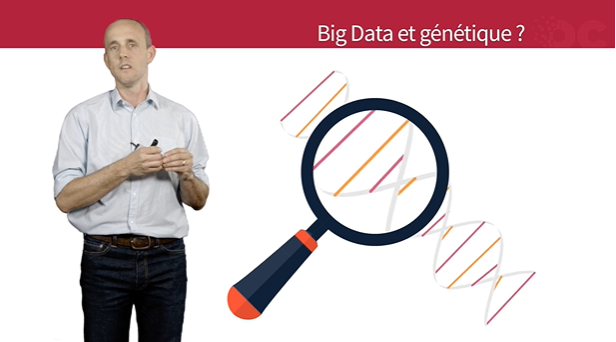 Big Data et génétique ?